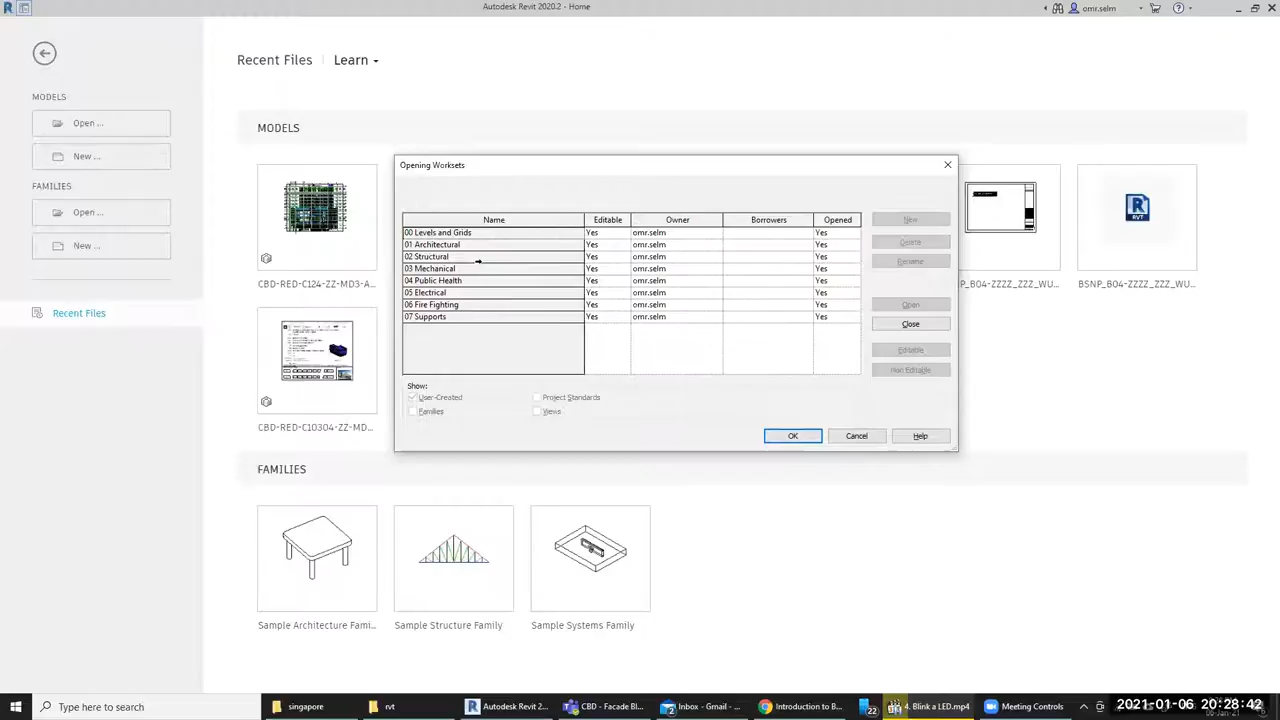 Autodesk Revit 2020.2 - Home
omr.selm
Recent Files
Learn
MODELS
Open ...
New ...
FAMILIES
Open ...
New ...
Recent Files
MODELS
CBD-RED-C124-ZZ-MD3-A...
P_B04-ZZZZ_ZZZ_WU...
BSNP_B04-ZZZZ_ZZZ_WU...
CBD-RED-C10304-ZZ-MD...
Opening Worksets
Name Editable Owner Borrowers Opened
00 Levels and Grids Yes omr.selm Yes
01 Architectural Yes omr.selm Yes
02 Structural Yes omr.selm Yes
03 Mechanical Yes omr.selm Yes
04 Public Health Yes omr.selm Yes
05 Electrical Yes omr.selm Yes
06 Fire Fighting Yes omr.selm Yes
07 Supports Yes omr.selm Yes
New
Delete
Rename
Open
Close
Editable
Non Editable
Show:
User-Created Project Standards
Families Views
OK Cancel Help
FAMILIES
Sample Architecture Fami...
Sample Structure Family
Sample Systems Family
Type here to search
singapore
rvt
Autodesk Revit 2...
CBD - Facade Bl...
Inbox - Gmail - ...
Introduction to B...
22
4. Blink a LED.mp4
Meeting Controls
2021-01-06 20:28:42